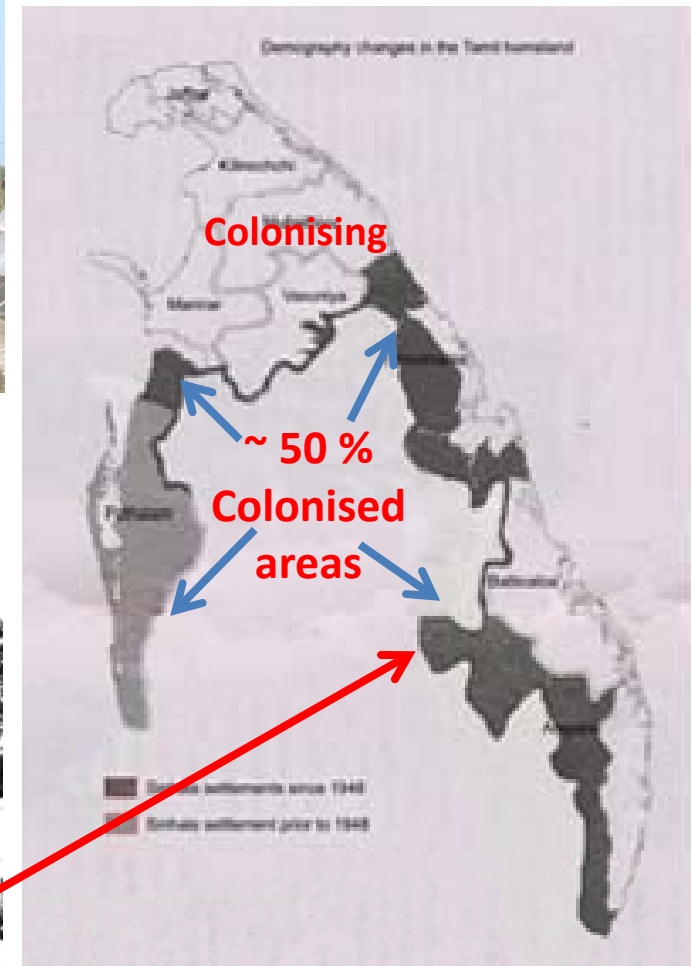 Demography changes in the Tamil homeland
Jaffna
Kilinochchi
Colonising
Mannar
Vavuniya
~ 50 %
Colonised
areas
Puttalam
Batticaloa
Sinhala settlements since 1948
Sinhala settlement prior to 1948